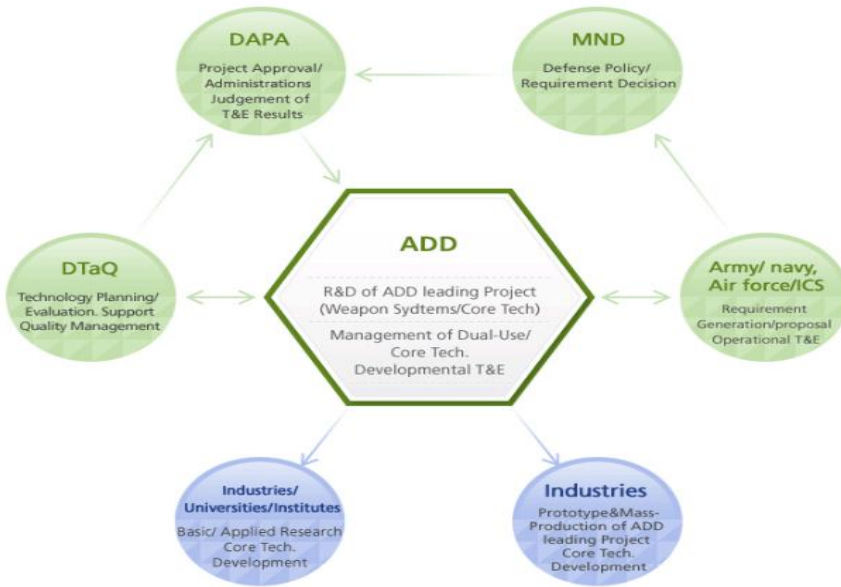 DAPA
Project Approval/
Administrations
Judgement of
T&E Results
MND
Defense Policy/
Requirement Decision
DTaQ
Technology Planning/
Evaluation. Support
Quality Management
ADD
R&D of ADD leading Project
(Weapon Sydtems/Core Tech)
Management of Dual-Use/
Core Tech.
Developmental T&E
Army/ navy,
Air force/ICS
Requirement
Generation/proposal
Operational T&E
Industries/
Universities/Institutes
Basic/ Applied Research
Core Tech.
Development
Industries
Prototype&Mass-
Production of ADD
leading Project
Core Tech.
Development